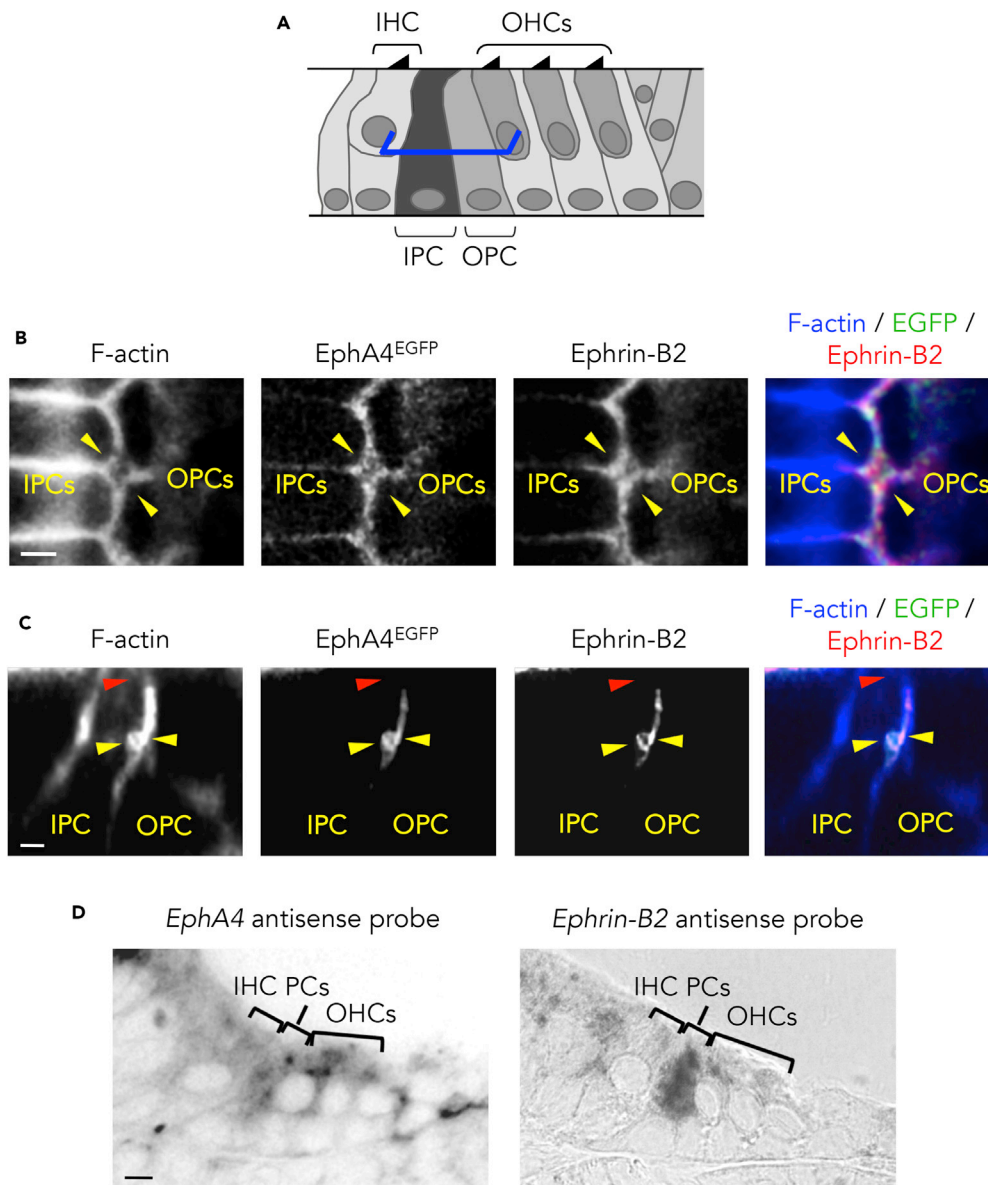 A
IHC OHCs
IPC OPC
B
F-actin EphA4EGFP Ephrin-B2 F-actin / EGFP / Ephrin-B2
IPCs OPCs IPCs OPCs IPCs OPCs IPCs OPCs
C
F-actin EphA4EGFP Ephrin-B2 F-actin / EGFP / Ephrin-B2
IPC OPC IPC OPC IPC OPC IPC OPC
D
EphA4 antisense probe Ephrin-B2 antisense probe
IHC PCs OHCs IHC PCs OHCs